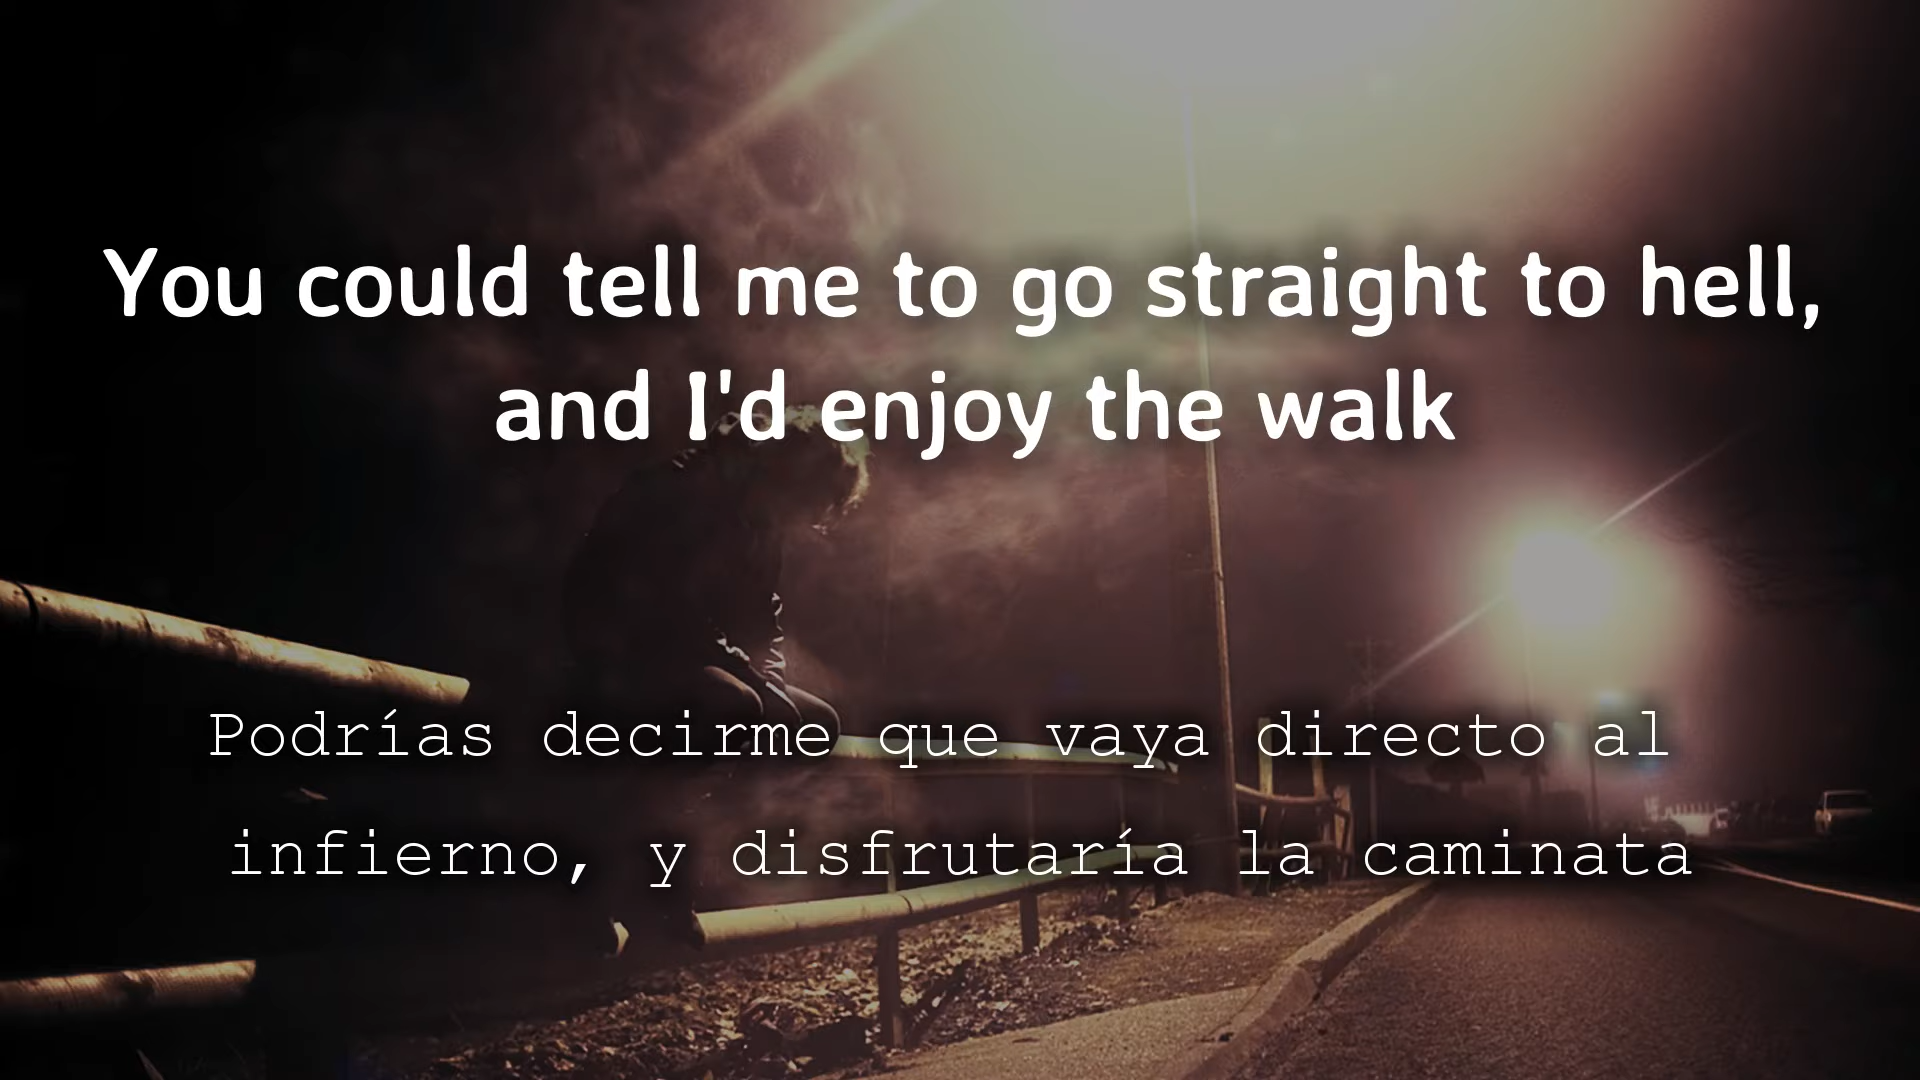 You could tell me to go straight to hell,
and I'd enjoy the walk
Podrías decirme que vaya directo al
infierno, y disfrutaría la caminata